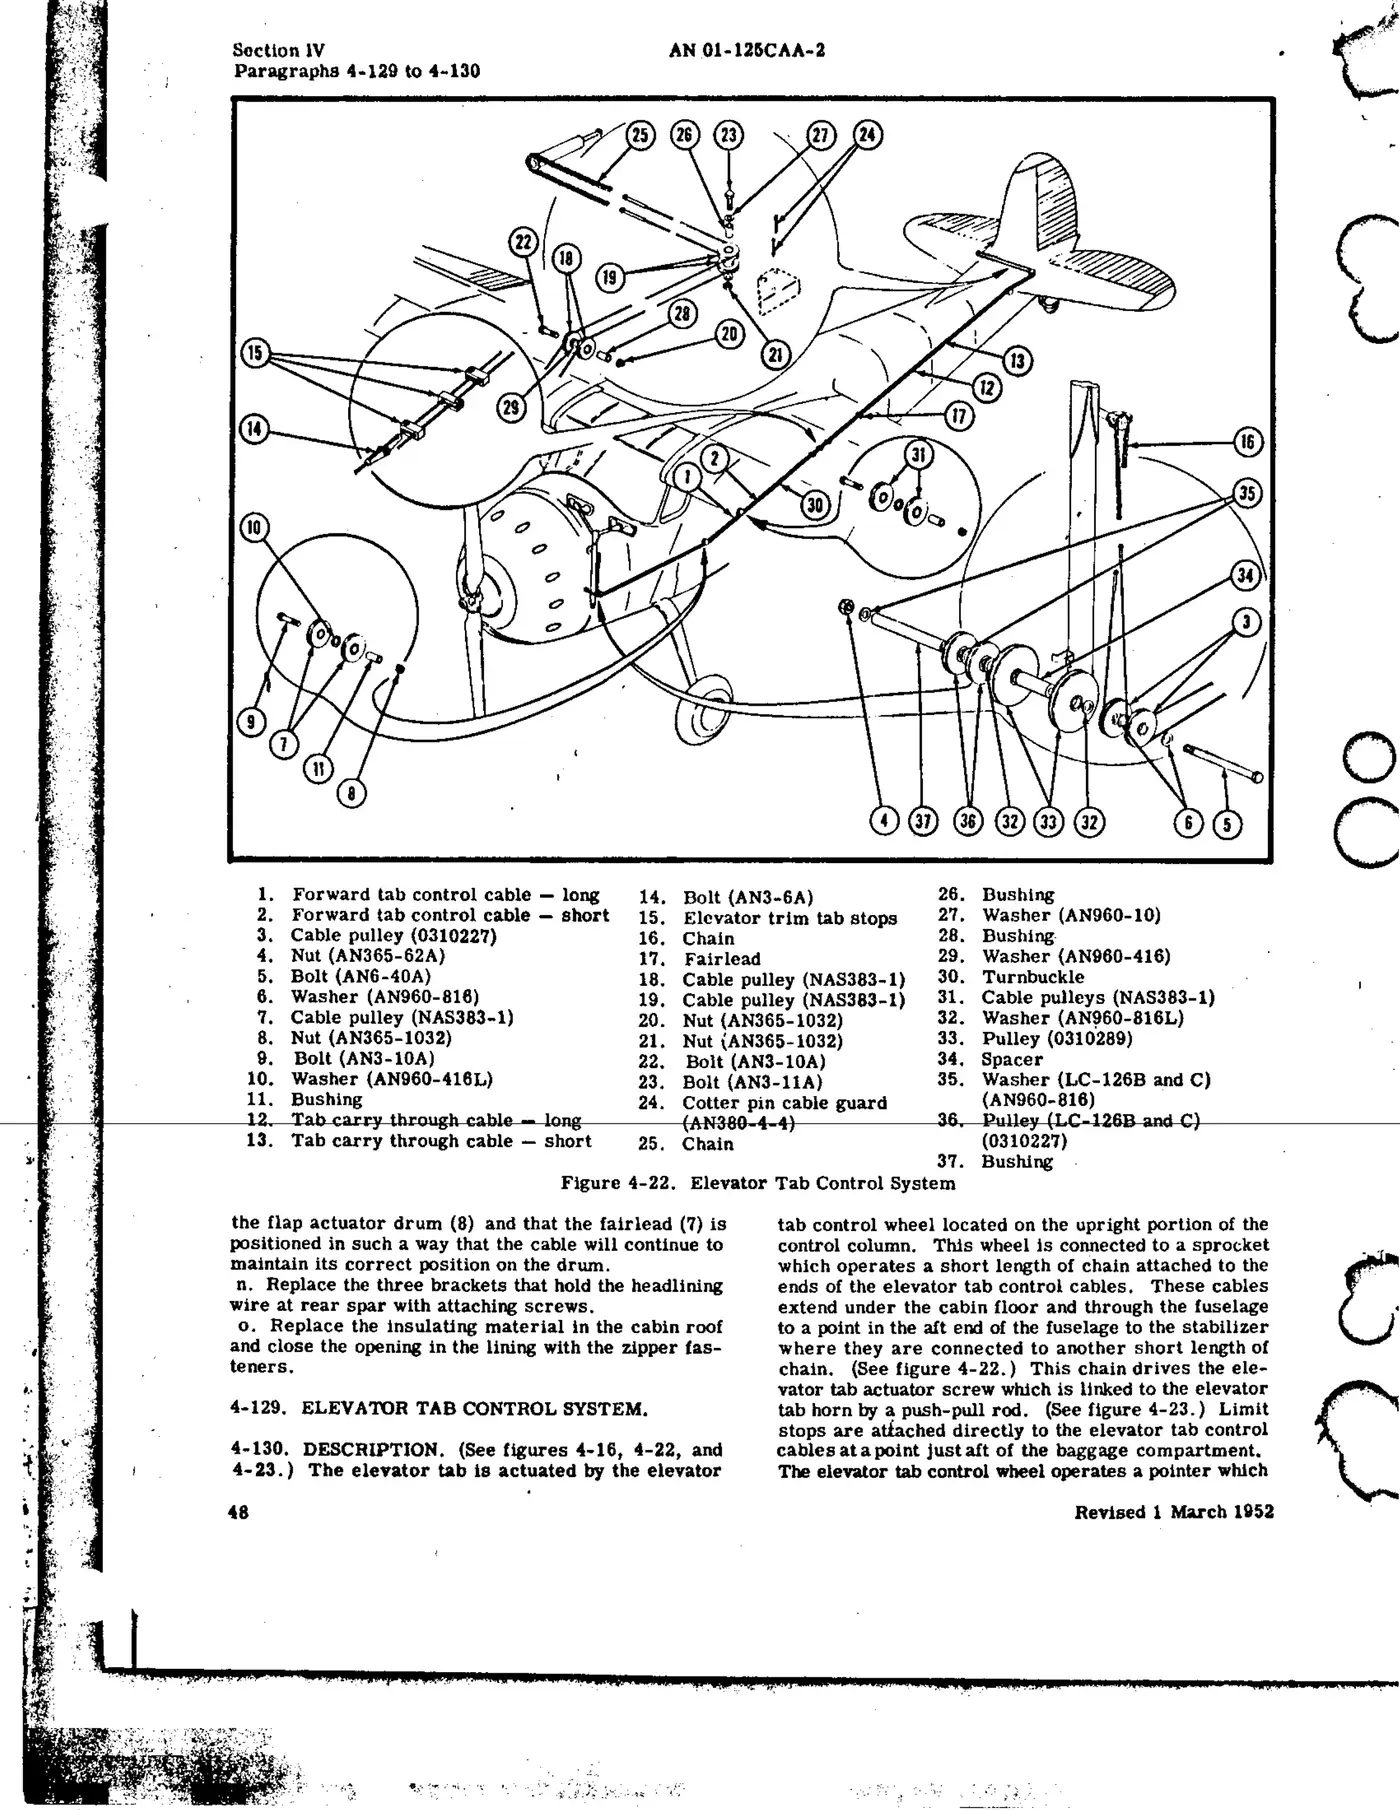 Section IV
AN 01-125CAA-2
Paragraphs 4-129 to 4-130
25 26 23 27 24
22 18
19
28
20
15
21
13
12
29
14
17
16
2 31
1
35
10
30
34
3
9
7
11
8
4 37 36 32 33 32 6 5
1. Forward tab control cable — long
2. Forward tab control cable — short
3. Cable pulley (0310227)
4. Nut (AN365-62A)
5. Bolt (AN6-40A)
6. Washer (AN960-816)
7. Cable pulley (NAS383-1)
8. Nut (AN365-1032)
9. Bolt (AN3-10A)
10. Washer (AN960-416L)
11. Bushing
12. Tab carry through cable — long
13. Tab carry through cable — short
14. Bolt (AN3-6A)
15. Elevator trim tab stops
16. Chain
17. Fairlead
18. Cable pulley (NAS383-1)
19. Cable pulley (NAS383-1)
20. Nut (AN365-1032)
21. Nut (AN365-1032)
22. Bolt (AN3-10A)
23. Bolt (AN3-11A)
24. Cotter pin cable guard
(AN380-4-4)
25. Chain
26. Bushing
27. Washer (AN960-10)
28. Bushing
29. Washer (AN960-416)
30. Turnbuckle
31. Cable pulleys (NAS383-1)
32. Washer (AN960-816L)
33. Pulley (0310289)
34. Spacer
35. Washer (LC-126B and C)
(AN960-816)
36. Pulley (LC-126B and C)
(0310227)
37. Bushing
Figure 4-22. Elevator Tab Control System
the flap actuator drum (8) and that the fairlead (7) is
positioned in such a way that the cable will continue to
maintain its correct position on the drum.
n. Replace the three brackets that hold the headlining
wire at rear spar with attaching screws.
o. Replace the insulating material in the cabin roof
and close the opening in the lining with the zipper fas-
teners.
4-129. ELEVATOR TAB CONTROL SYSTEM.
4-130. DESCRIPTION. (See figures 4-16, 4-22, and
4-23.) The elevator tab is actuated by the elevator
tab control wheel located on the upright portion of the
control column. This wheel is connected to a sprocket
which operates a short length of chain attached to the
ends of the elevator tab control cables. These cables
extend under the cabin floor and through the fuselage
to a point in the aft end of the fuselage to the stabilizer
where they are connected to another short length of
chain. (See figure 4-22.) This chain drives the ele-
vator tab actuator screw which is linked to the elevator
tab horn by a push-pull rod. (See figure 4-23.) Limit
stops are attached directly to the elevator tab control
cables at a point just aft of the baggage compartment.
The elevator tab control wheel operates a pointer which
48
Revised 1 March 1952